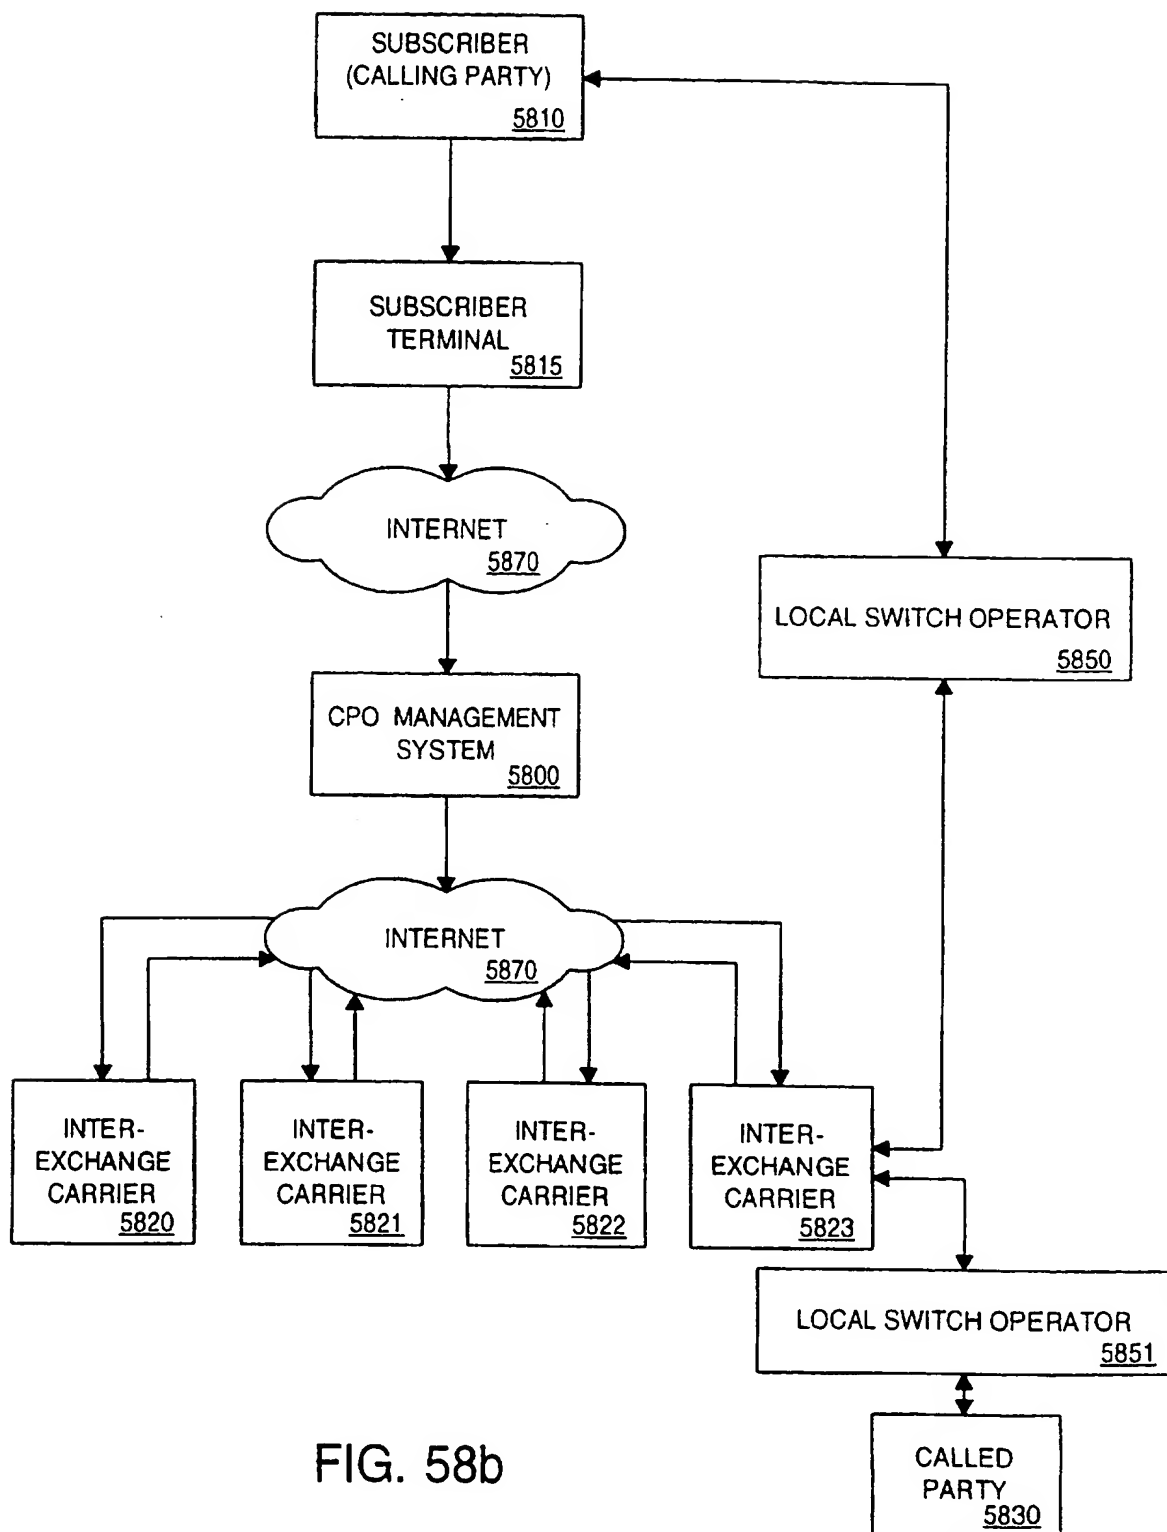 SUBSCRIBER
(CALLING PARTY)
5810
SUBSCRIBER
TERMINAL
5815
INTERNET
5870
LOCAL SWITCH OPERATOR
5850
CPO MANAGEMENT
SYSTEM
5800
INTERNET
5870
INTER-
EXCHANGE
CARRIER
5820
INTER-
EXCHANGE
CARRIER
5821
INTER-
EXCHANGE
CARRIER
5822
INTER-
EXCHANGE
CARRIER
5823
LOCAL SWITCH OPERATOR
5851
CALLED
PARTY
5830
FIG. 58b